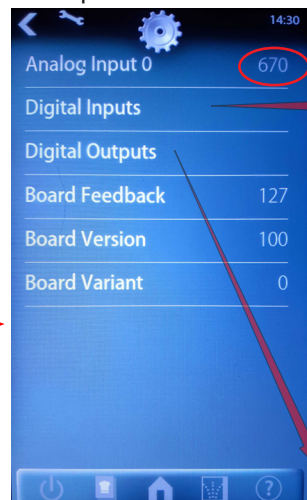 14:30
Analog Input 0 670
Digital Inputs
Digital Outputs
Board Feedback 127
Board Version 100
Board Variant 0
?